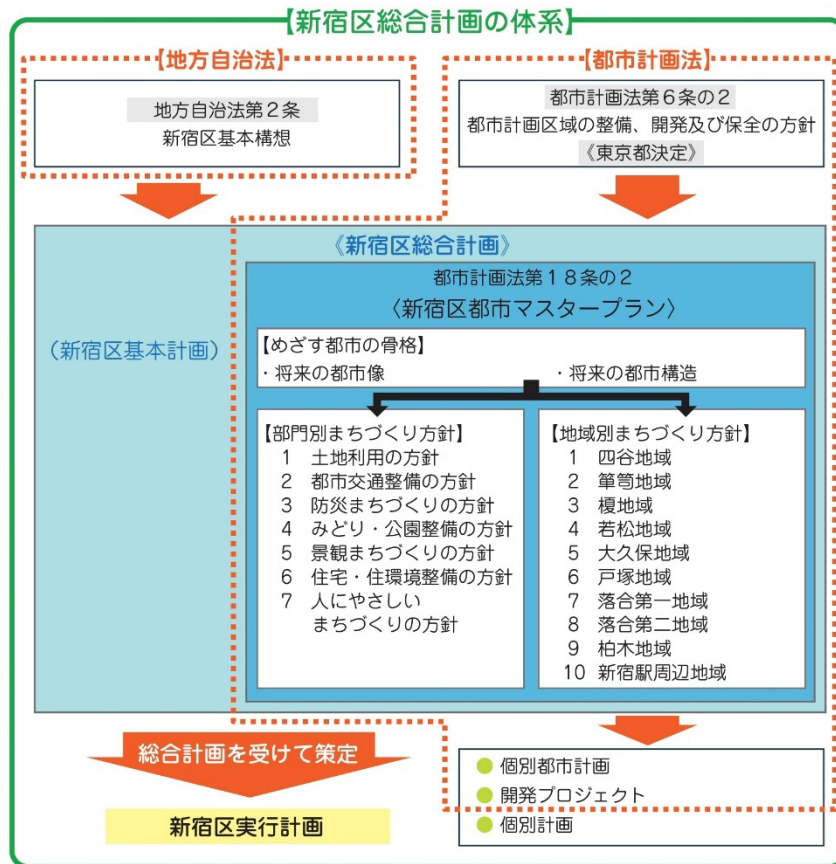 【新宿区総合計画の体系】
【地方自治法】
地方自治法第2条
新宿区基本構想
【都市計画法】
都市計画法第6条の2
都市計画区域の整備、開発及び保全の方針
《東京都決定》
《新宿区総合計画》
(新宿区基本計画)
都市計画法第18条の2
〈新宿区都市マスタープラン〉
【めざす都市の骨格】
・将来の都市像
・将来の都市構造
【部門別まちづくり方針】
1 土地利用の方針
2 都市交通整備の方針
3 防災まちづくりの方針
4 みどり・公園整備の方針
5 景観まちづくりの方針
6 住宅・住環境整備の方針
7 人にやさしい
まちづくりの方針
【地域別まちづくり方針】
1 四谷地域
2 箪笥地域
3 榎地域
4 若松地域
5 大久保地域
6 戸塚地域
7 落合第一地域
8 落合第二地域
9 柏木地域
10 新宿駅周辺地域
総合計画を受けて策定
新宿区実行計画
● 個別都市計画
● 開発プロジェクト
● 個別計画